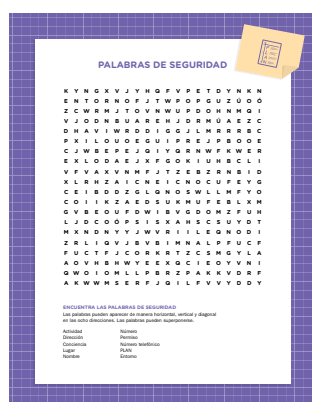 PALABRAS DE SEGURIDAD
K Y N G X V J Y H Q F V P E T D Y N K N
E N T O R N O F J T W P O P G U Z Ú O Ó
Z C W R M J T O V N W U P D O H N M Q I
V J O D N B U A R E H J D R M Ú A E Z C
D H A V I W R D D I G G J L M R R R B C
P X I L O U O E G U I P R E J P B O O E
C J W B E P E J Q I Y Q R N W F K W E R
E X L O D A E J X F G O K I U H B C L I
V F V A X V N M F J T Z E B Z R N B I D
X L R H Z A I C N E I C N O C U F E Y G
C E I B D D Z G L Q N O S W L L M F Y O
C O I I K Z A E D S U K M U F E B L X M
G V B E O U F D W I B V G D O M Z F U H
L J D C O Ó P S I S X A H S C S U Y D T
M X N D N Y Y J W V R I I L E Q N O D I
Z R L I Q V J B V B I M N A L P F U C F
F U C T F J C O R K R T Z C S M G Y L A
A O V H B H W Y E E X Q C I E O Y V N I
Q W O I O M L L P B R Z P A K K V D R F
A K W W M S E R F J Q I L F V V Y D D Y
ENCUENTRA LAS PALABRAS DE SEGURIDAD
Las palabras pueden aparecer de manera horizontal, vertical y diagonal
en las ocho direcciones. Las palabras pueden superponerse.
Actividad Número
Dirección Permiso
Conciencia Número telefónico
Lugar PLAN
Nombre Entorno